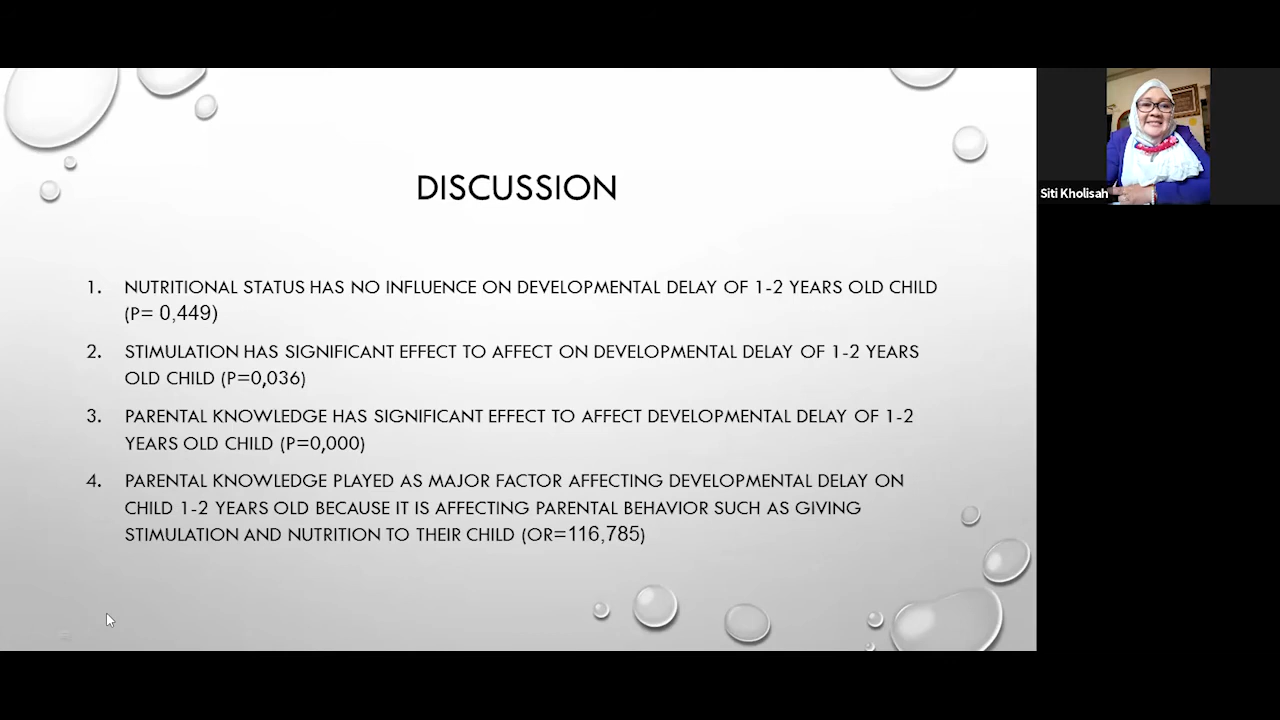 DISCUSSION
1. NUTRITIONAL STATUS HAS NO INFLUENCE ON DEVELOPMENTAL DELAY OF 1-2 YEARS OLD CHILD
(P= 0,449)
2. STIMULATION HAS SIGNIFICANT EFFECT TO AFFECT ON DEVELOPMENTAL DELAY OF 1-2 YEARS
OLD CHILD (P=0,036)
3. PARENTAL KNOWLEDGE HAS SIGNIFICANT EFFECT TO AFFECT DEVELOPMENTAL DELAY OF 1-2
YEARS OLD CHILD (P=0,000)
4. PARENTAL KNOWLEDGE PLAYED AS MAJOR FACTOR AFFECTING DEVELOPMENTAL DELAY ON
CHILD 1-2 YEARS OLD BECAUSE IT IS AFFECTING PARENTAL BEHAVIOR SUCH AS GIVING
STIMULATION AND NUTRITION TO THEIR CHILD (OR=116,785)
Siti Kholisah